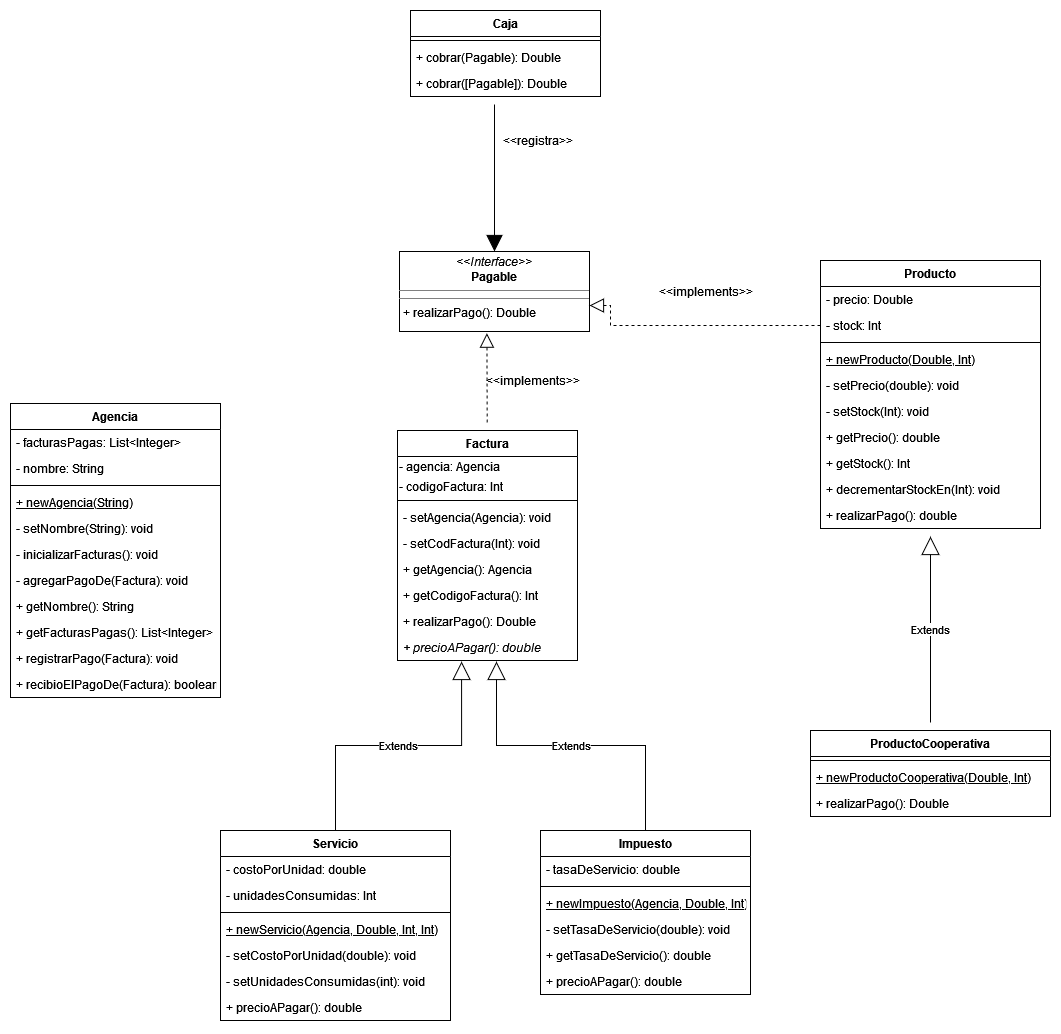 Caja
+ cobrar(Pagable): Double
+ cobrar([Pagable]): Double
<<registra>>
<<Interface>>
Pagable
+ realizarPago(): Double
<<implements>>
Producto
- precio: Double
- stock: Int
+ newProducto(Double, Int)
- setPrecio(double): void
- setStock(Int): void
+ getPrecio(): double
+ getStock(): Int
+ decrementarStockEn(Int): void
+ realizarPago(): double
<<implements>>
Agencia
- facturasPagas: List<Integer>
- nombre: String
+ newAgencia(String)
- setNombre(String): void
- inicializarFacturas(): void
- agregarPagoDe(Factura): void
+ getNombre(): String
+ getFacturasPagas(): List<Integer>
+ registrarPago(Factura): void
+ recibioElPagoDe(Factura): boolear
Factura
- agencia: Agencia
- codigoFactura: Int
- setAgencia(Agencia): void
- setCodFactura(Int): void
+ getAgencia(): Agencia
+ getCodigoFactura(): Int
+ realizarPago(): Double
+ precioAPagar(): double
Extends
Extends
Extends
ProductoCooperativa
+ newProductoCooperativa(Double, Int)
+ realizarPago(): Double
Servicio
- costoPorUnidad: double
- unidadesConsumidas: Int
+ newServicio(Agencia, Double, Int, Int)
- setCostoPorUnidad(double): void
- setUnidadesConsumidas(int): void
+ precioAPagar(): double
Impuesto
- tasaDeServicio: double
+ newImpuesto(Agencia, Double, Int)
- setTasaDeServicio(double): void
+ getTasaDeServicio(): double
+ precioAPagar(): double